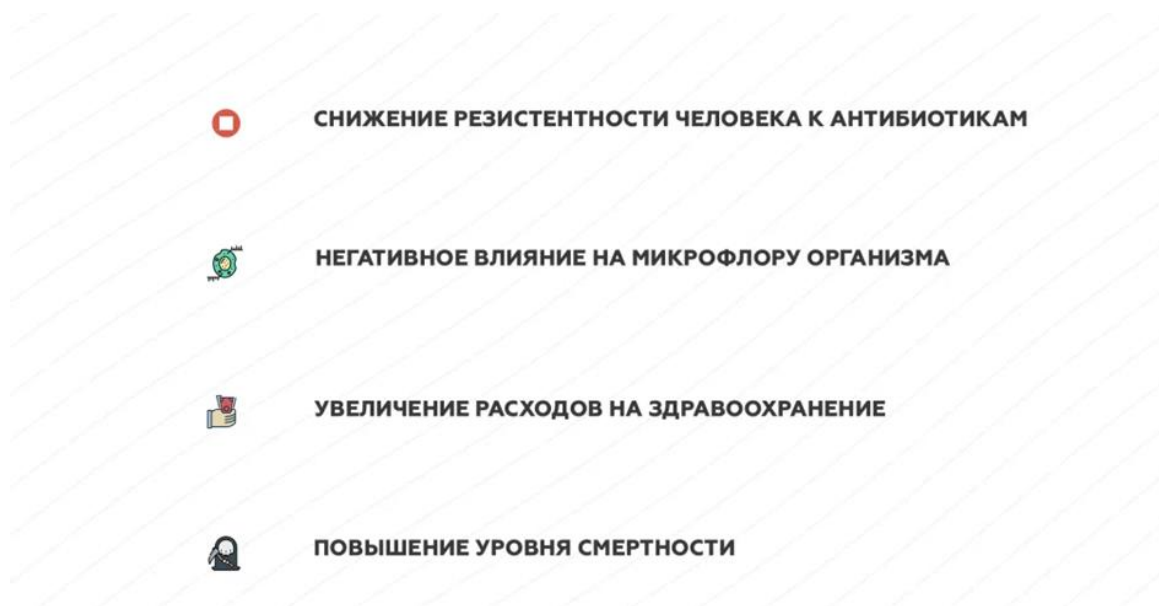 СНИЖЕНИЕ РЕЗИСТЕНТНОСТИ ЧЕЛОВЕКА К АНТИБИОТИКАМ
НЕГАТИВНОЕ ВЛИЯНИЕ НА МИКРОФЛОРУ ОРГАНИЗМА
УВЕЛИЧЕНИЕ РАСХОДОВ НА ЗДРАВООХРАНЕНИЕ
ПОВЫШЕНИЕ УРОВНЯ СМЕРТНОСТИ